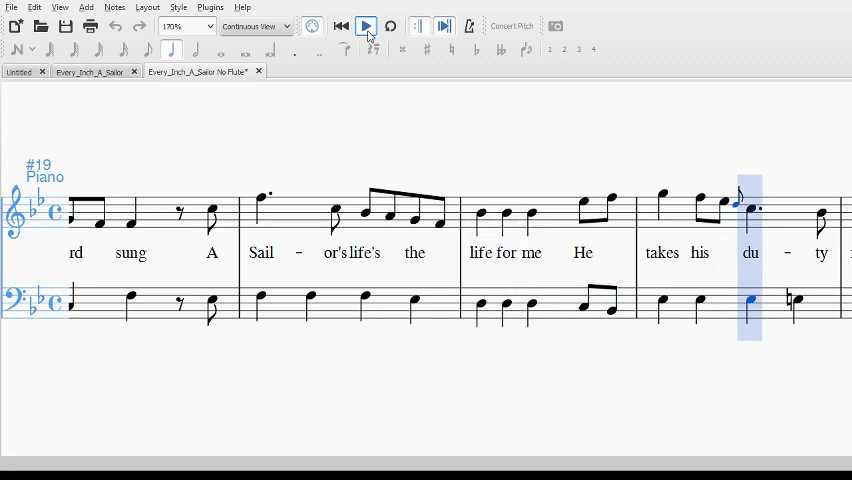 File Edit View Add Notes Layout Style Plugins Help
170% Continuous View Concert Pitch
N 1 2 3 4
Untitled Every_Inch_A_Sailor Every_Inch_A_Sailor No Flute*
#19
Piano
rd sung A Sail - or's life's the life for me He takes his du - ty